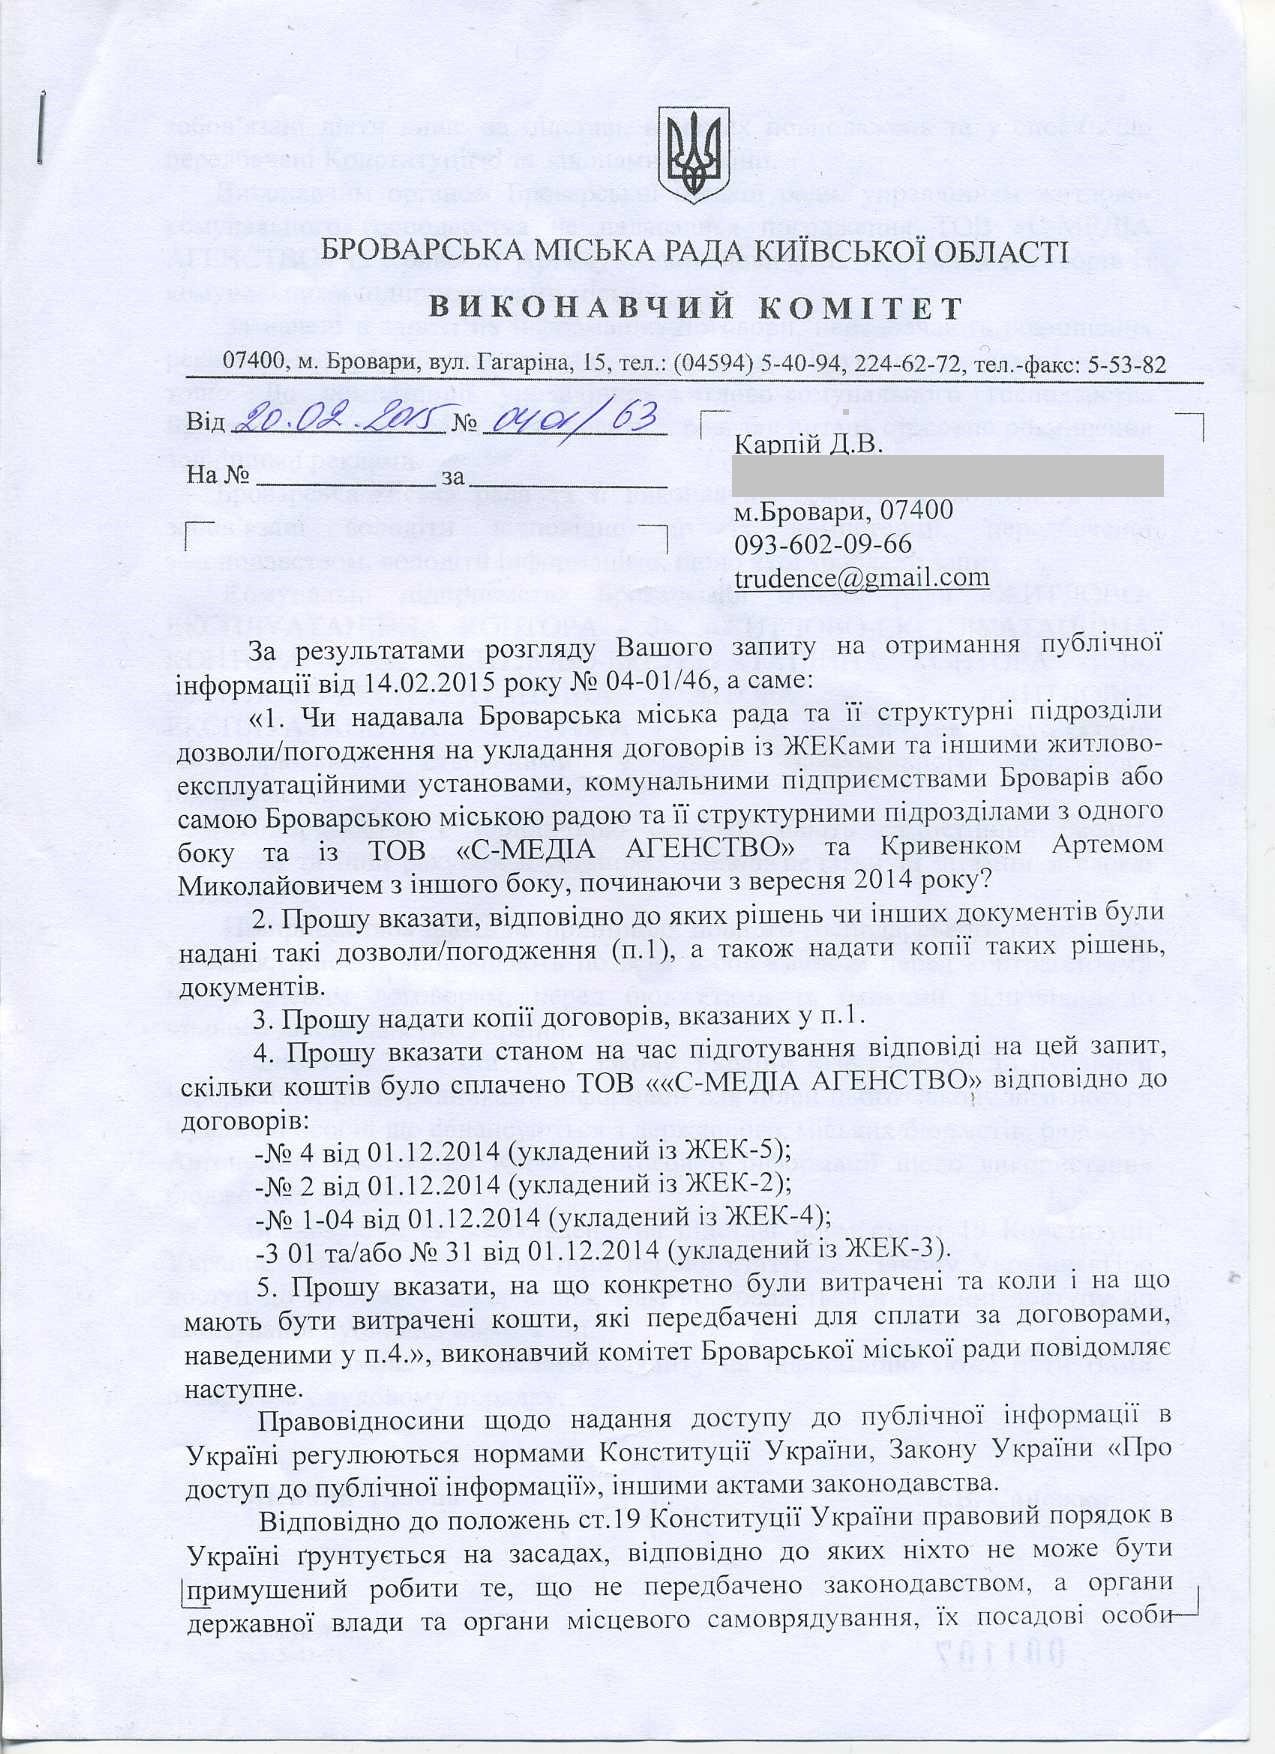 БРОВАРСЬКА МІСЬКА РАДА КИЇВСЬКОЇ ОБЛАСТІ
ВИКОНАВЧИЙ КОМІТЕТ
07400, м. Бровари, вул. Гагаріна, 15, тел.: (04594) 5-40-94, 224-62-72, тел.-факс: 5-53-82
Від 20.02.2015 № 0401/63
На № за
Карпій Д.В.
м.Бровари, 07400
093-602-09-66
trudence@gmail.com
За результатами розгляду Вашого запиту на отримання публічної
інформації від 14.02.2015 року № 04-01/46, а саме:
«1. Чи надавала Броварська міська рада та її структурні підрозділи
дозволи/погодження на укладання договорів із ЖЕКами та іншими житлово-
експлуатаційними установами, комунальними підприємствами Броварів або
самою Броварською міською радою та її структурними підрозділами з одного
боку та із ТОВ «С-МЕДІА АГЕНСТВО» та Кривенком Артемом
Миколайовичем з іншого боку, починаючи з вересня 2014 року?
2. Прошу вказати, відповідно до яких рішень чи інших документів були
надані такі дозволи/погодження (п.1), а також надати копії таких рішень,
документів.
3. Прошу надати копії договорів, вказаних у п.1.
4. Прошу вказати станом на час підготування відповіді на цей запит,
скільки коштів було сплачено ТОВ ««С-МЕДІА АГЕНСТВО» відповідно до
договорів:
-№ 4 від 01.12.2014 (укладений із ЖЕК-5);
-№ 2 від 01.12.2014 (укладений із ЖЕК-2);
-№ 1-04 від 01.12.2014 (укладений із ЖЕК-4);
-З 01 та/або № 31 від 01.12.2014 (укладений із ЖЕК-3).
5. Прошу вказати, на що конкретно були витрачені та коли і на що
мають бути витрачені кошти, які передбачені для сплати за договорами,
наведеними у п.4.», виконавчий комітет Броварської міської ради повідомляє
наступне.
Правовідносини щодо надання доступу до публічної інформації в
Україні регулюються нормами Конституції України, Закону України «Про
доступ до публічної інформації», іншими актами законодавства.
Відповідно до положень ст.19 Конституції України правовий порядок в
Україні ґрунтується на засадах, відповідно до яких ніхто не може бути
примушений робити те, що не передбачено законодавством, а органи
державної влади та органи місцевого самоврядування, їх посадові особи